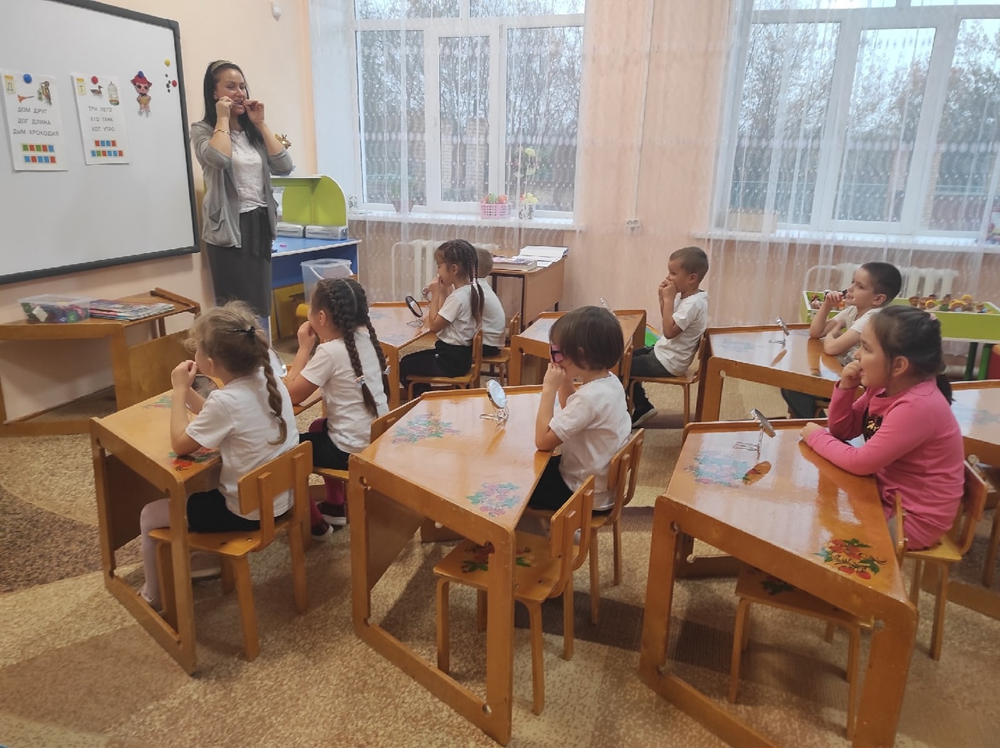 Д
ДОМ ДРУГ
ДОГ ДЛИНА
ДЫМ КРОКОДИЛ
Т
ТРИ ЛЕТО
КТО ТАНК
КОТ УТРО